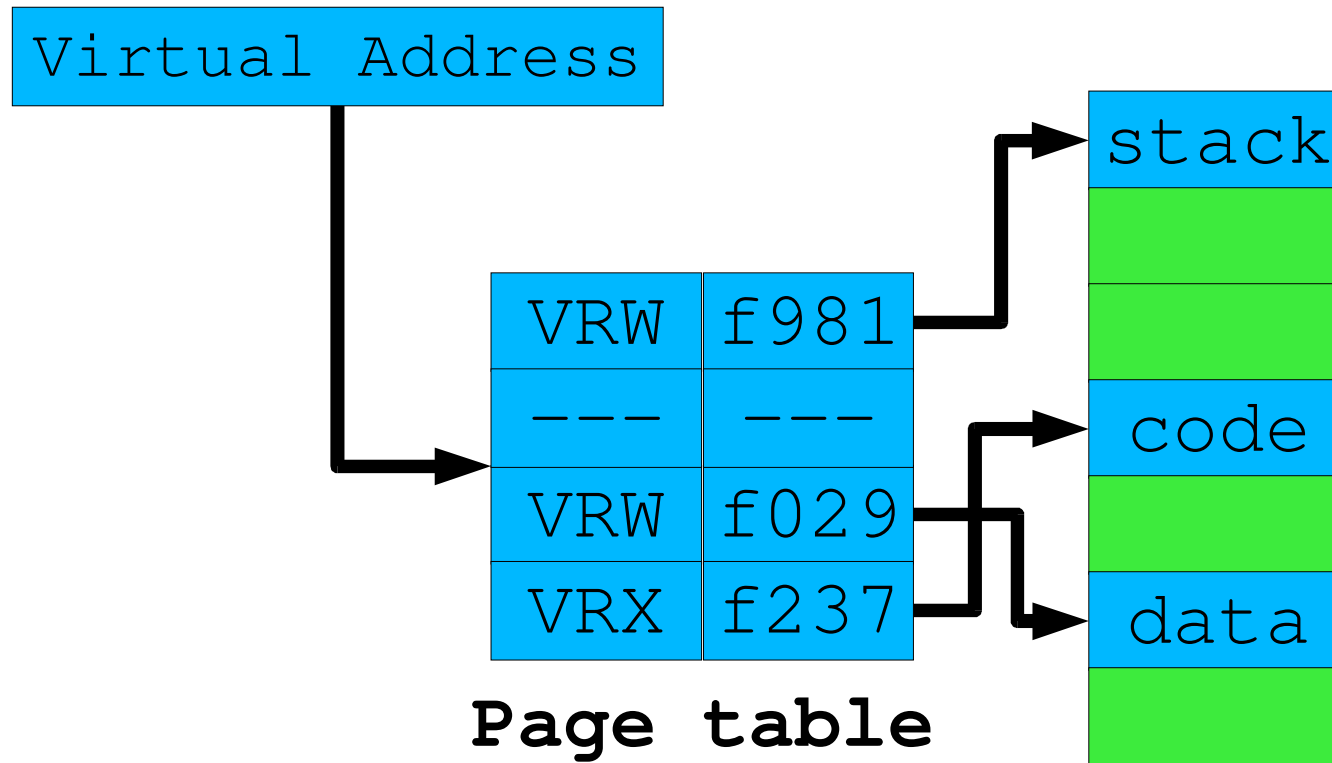 Virtual Address
stack
VRW f981
--- ---
code
VRW f029
VRX f237
data
Page table